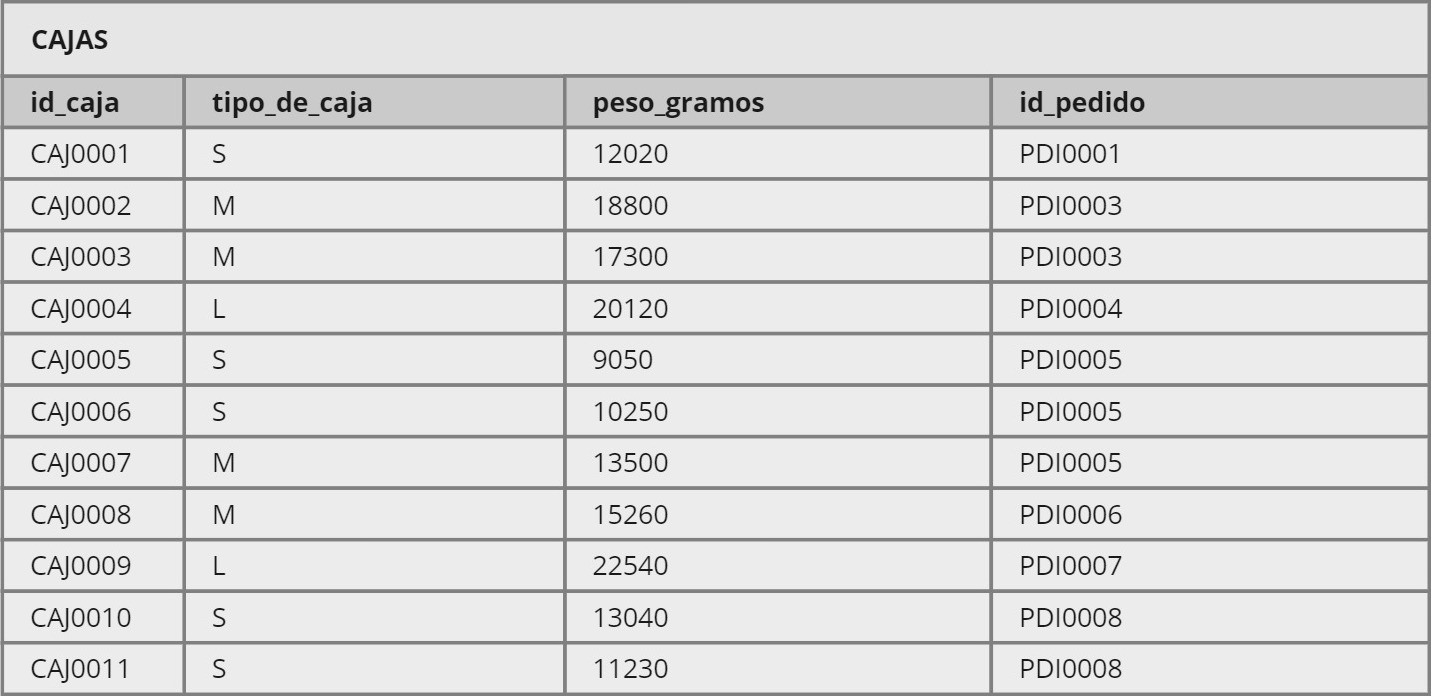 CAJAS
id_caja tipo_de_caja peso_gramos id_pedido
CAJ0001 S 12020 PDI0001
CAJ0002 M 18800 PDI0003
CAJ0003 M 17300 PDI0003
CAJ0004 L 20120 PDI0004
CAJ0005 S 9050 PDI0005
CAJ0006 S 10250 PDI0005
CAJ0007 M 13500 PDI0005
CAJ0008 M 15260 PDI0006
CAJ0009 L 22540 PDI0007
CAJ0010 S 13040 PDI0008
CAJ0011 S 11230 PDI0008